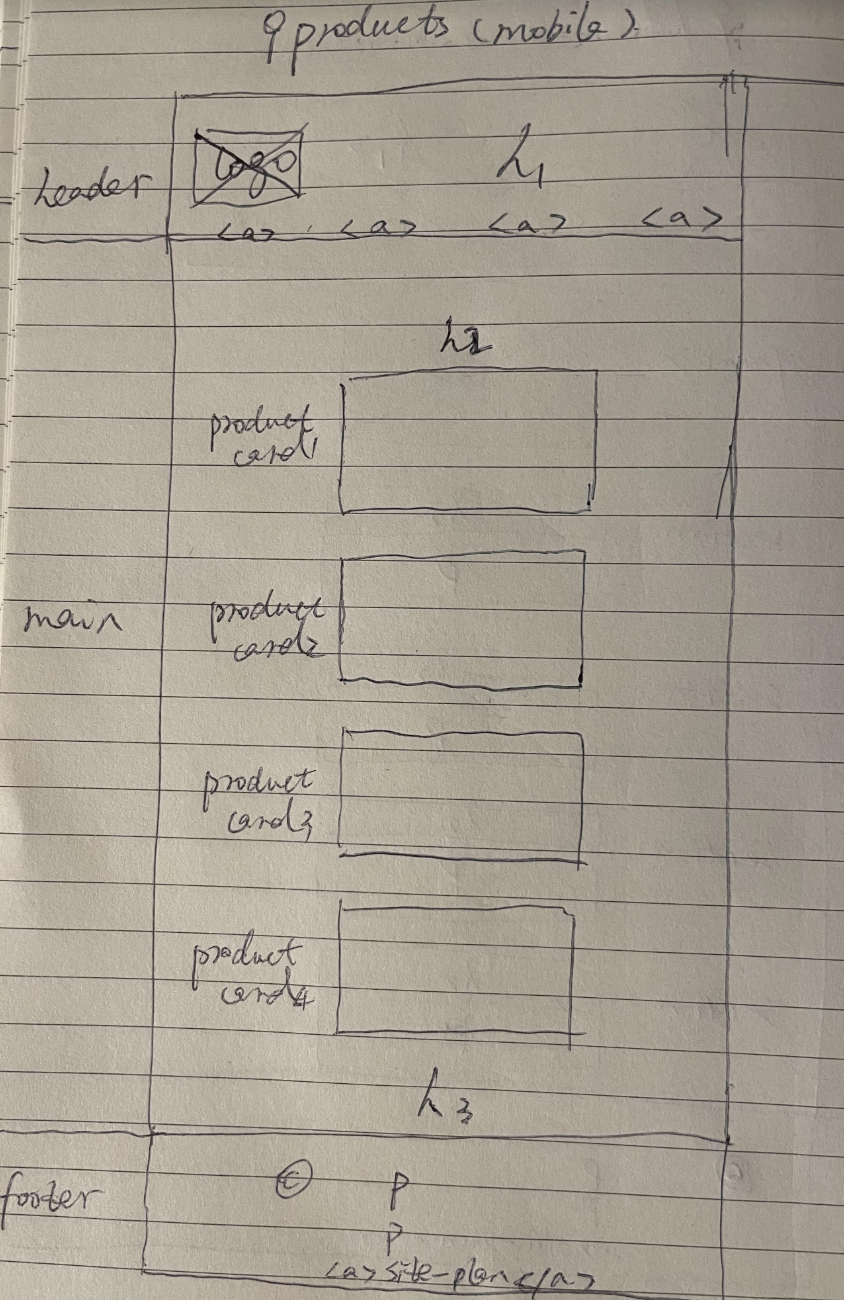 9 products (mobile).
header
logo
h1
<a> <a> <a> <a>
h2
product
card1
main
product
card2
product
card3
product
card4
h3
footer
© p
p
<a> site-plan </a>